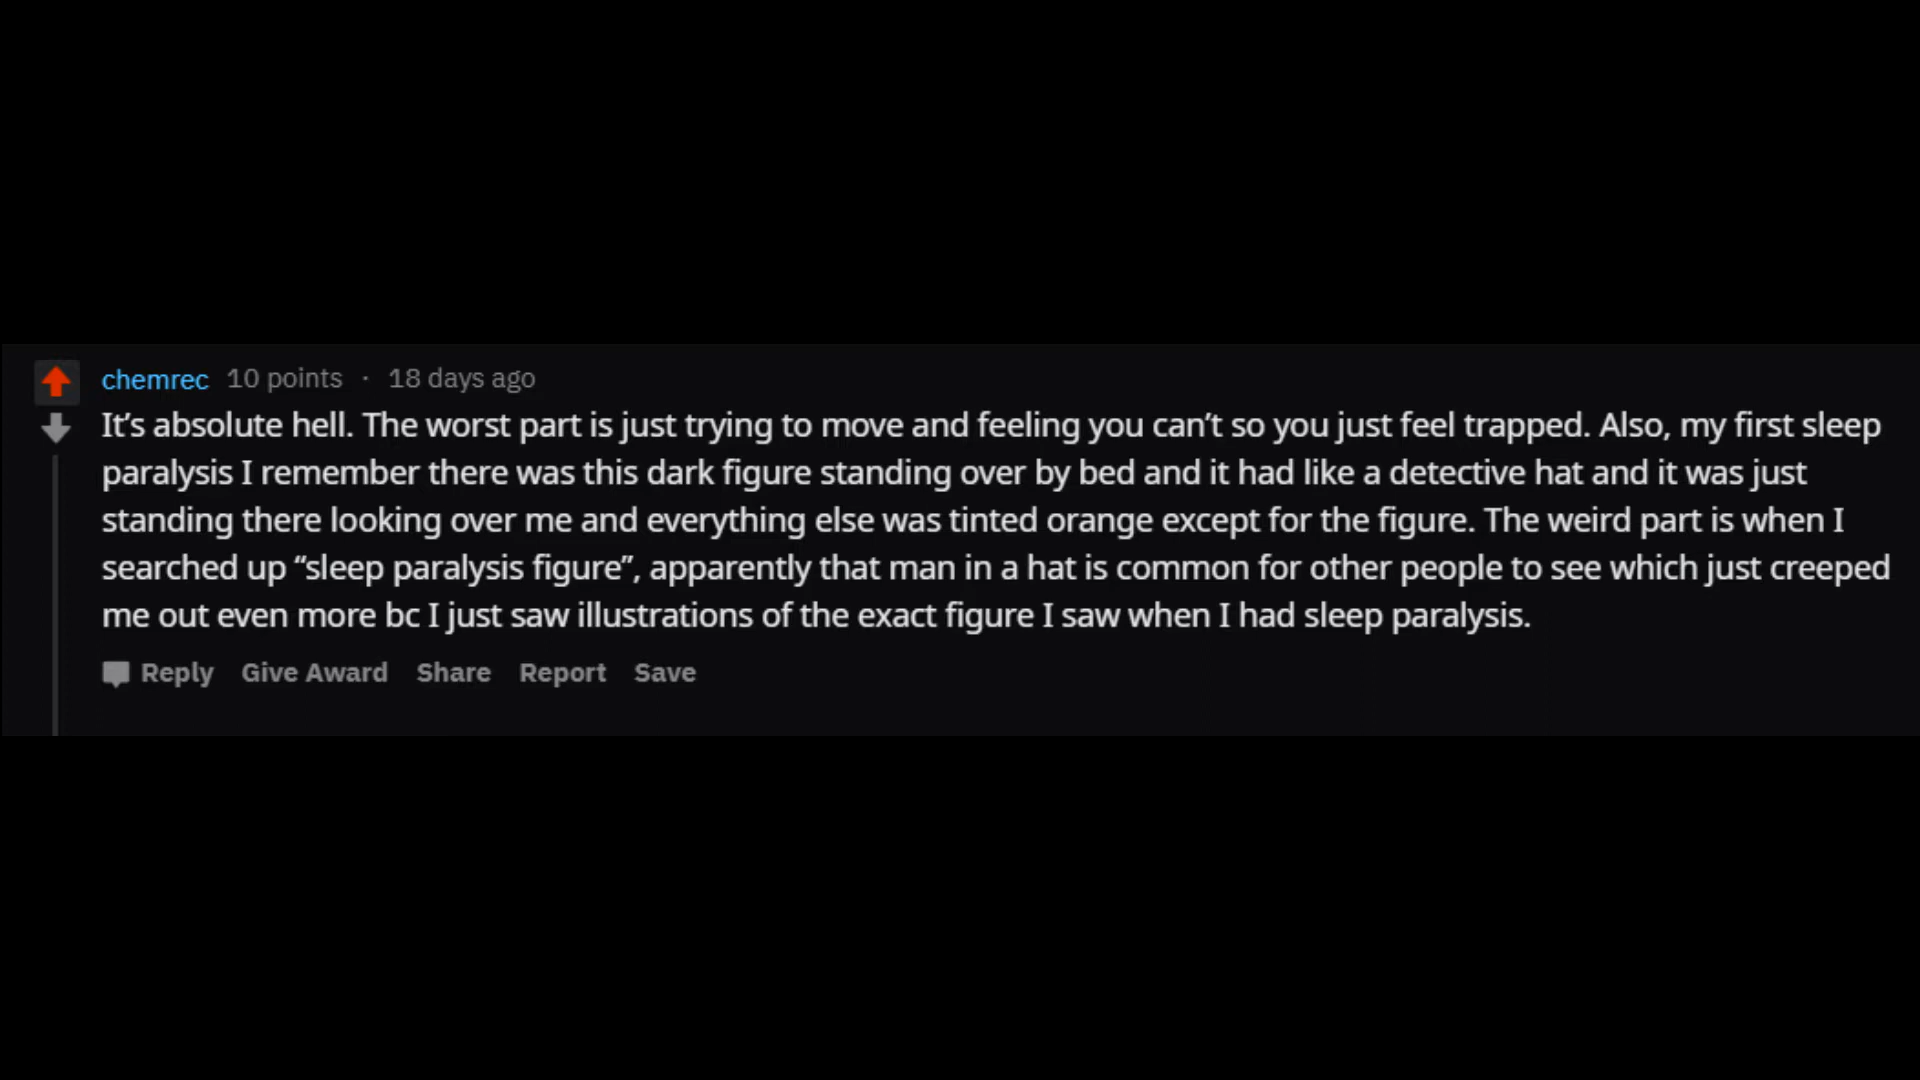 chemrec 10 points · 18 days ago
It’s absolute hell. The worst part is just trying to move and feeling you can’t so you just feel trapped. Also, my first sleep
paralysis I remember there was this dark figure standing over by bed and it had like a detective hat and it was just
standing there looking over me and everything else was tinted orange except for the figure. The weird part is when I
searched up “sleep paralysis figure”, apparently that man in a hat is common for other people to see which just creeped
me out even more bc I just saw illustrations of the exact figure I saw when I had sleep paralysis.
Reply Give Award Share Report Save